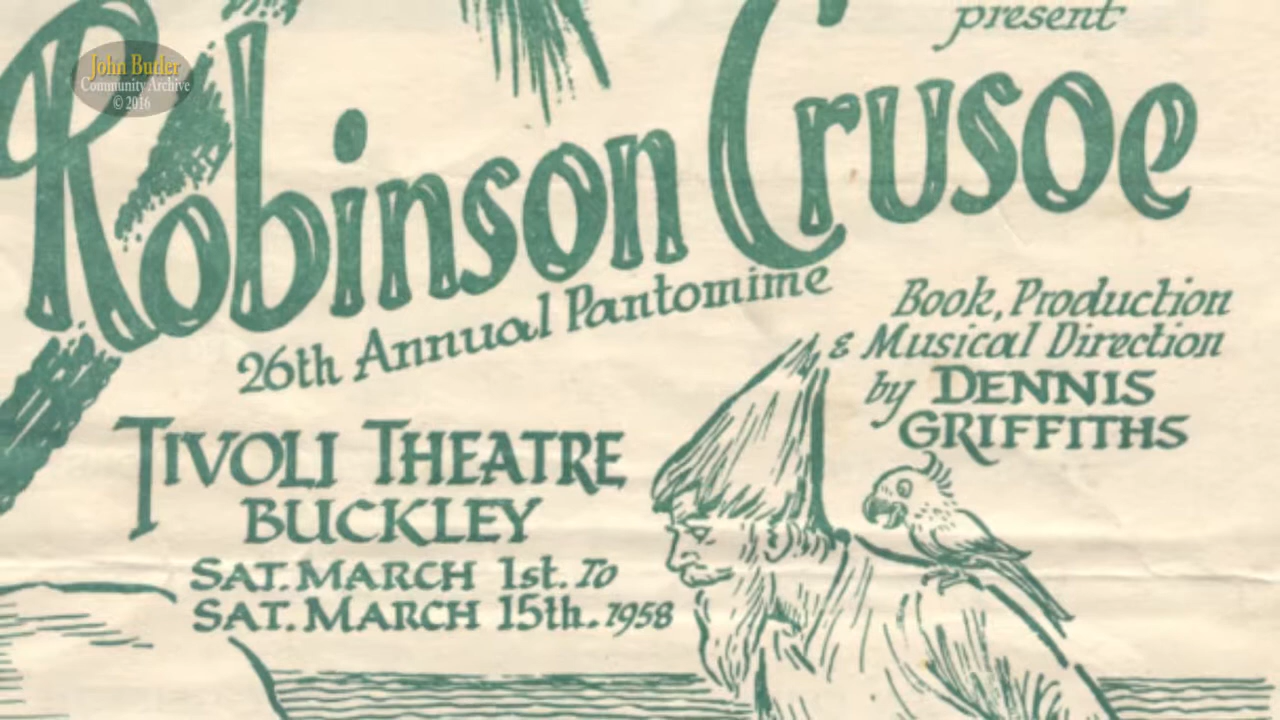 present
Robinson Crusoe
26th Annual Pantomime
Book, Production
& Musical Direction
by DENNIS
GRIFFITHS
TIVOLI THEATRE
BUCKLEY
SAT. MARCH 1st. To
SAT. MARCH 15th. 1958
John Butler
Community Archive
© 2016